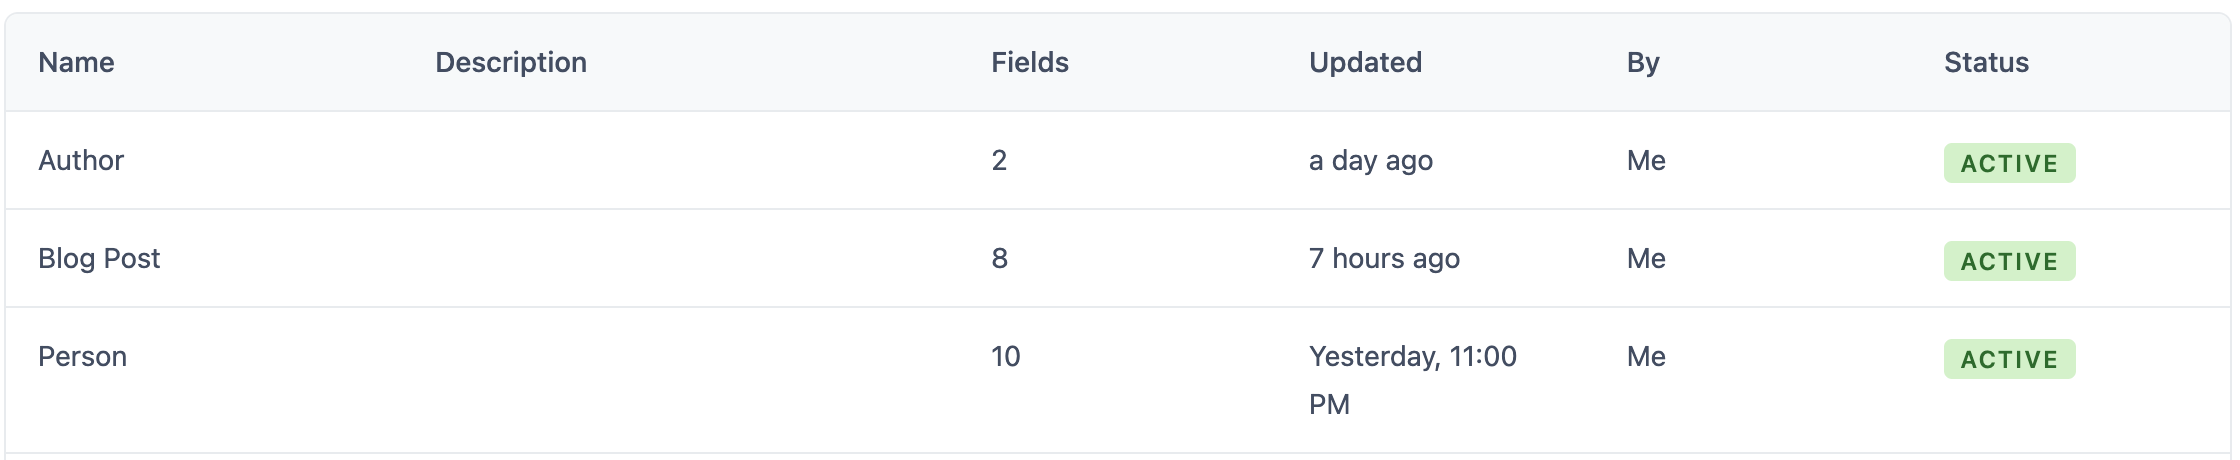 Name Description Fields Updated By Status
Author 2 a day ago Me ACTIVE
Blog Post 8 7 hours ago Me ACTIVE
Person 10 Yesterday, 11:00 Me ACTIVE
PM